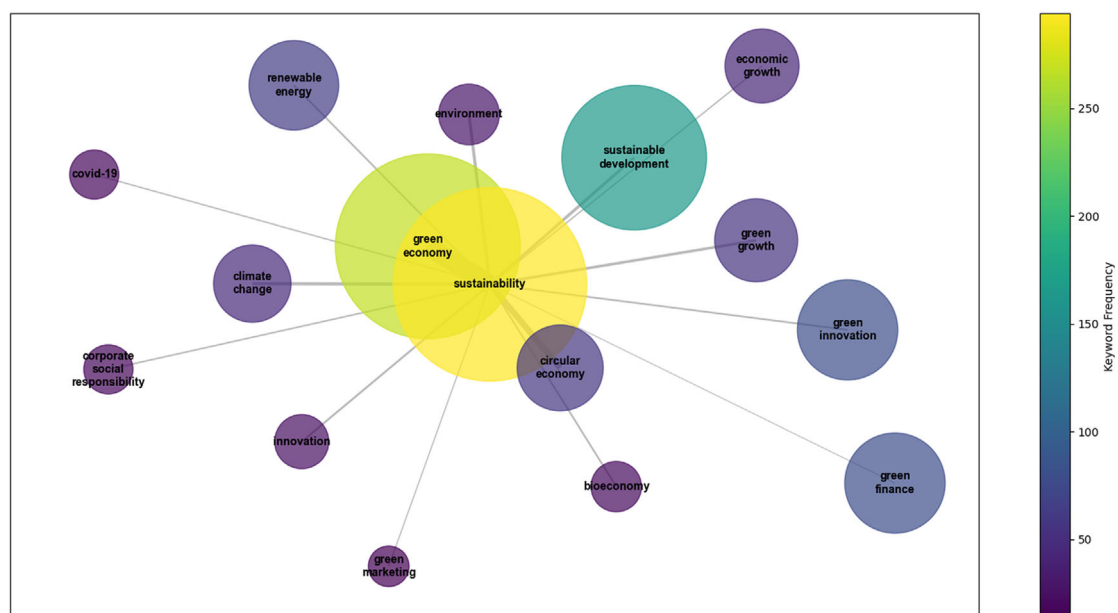 renewable
energy
economic
growth
environment
sustainable
development
covid-19
green
economy
green
growth
climate
change
sustainability
green
innovation
corporate
social
responsibility
circular
economy
innovation
bioeconomy
green
finance
green
marketing
250
200
150
100
50
Keyword Frequency